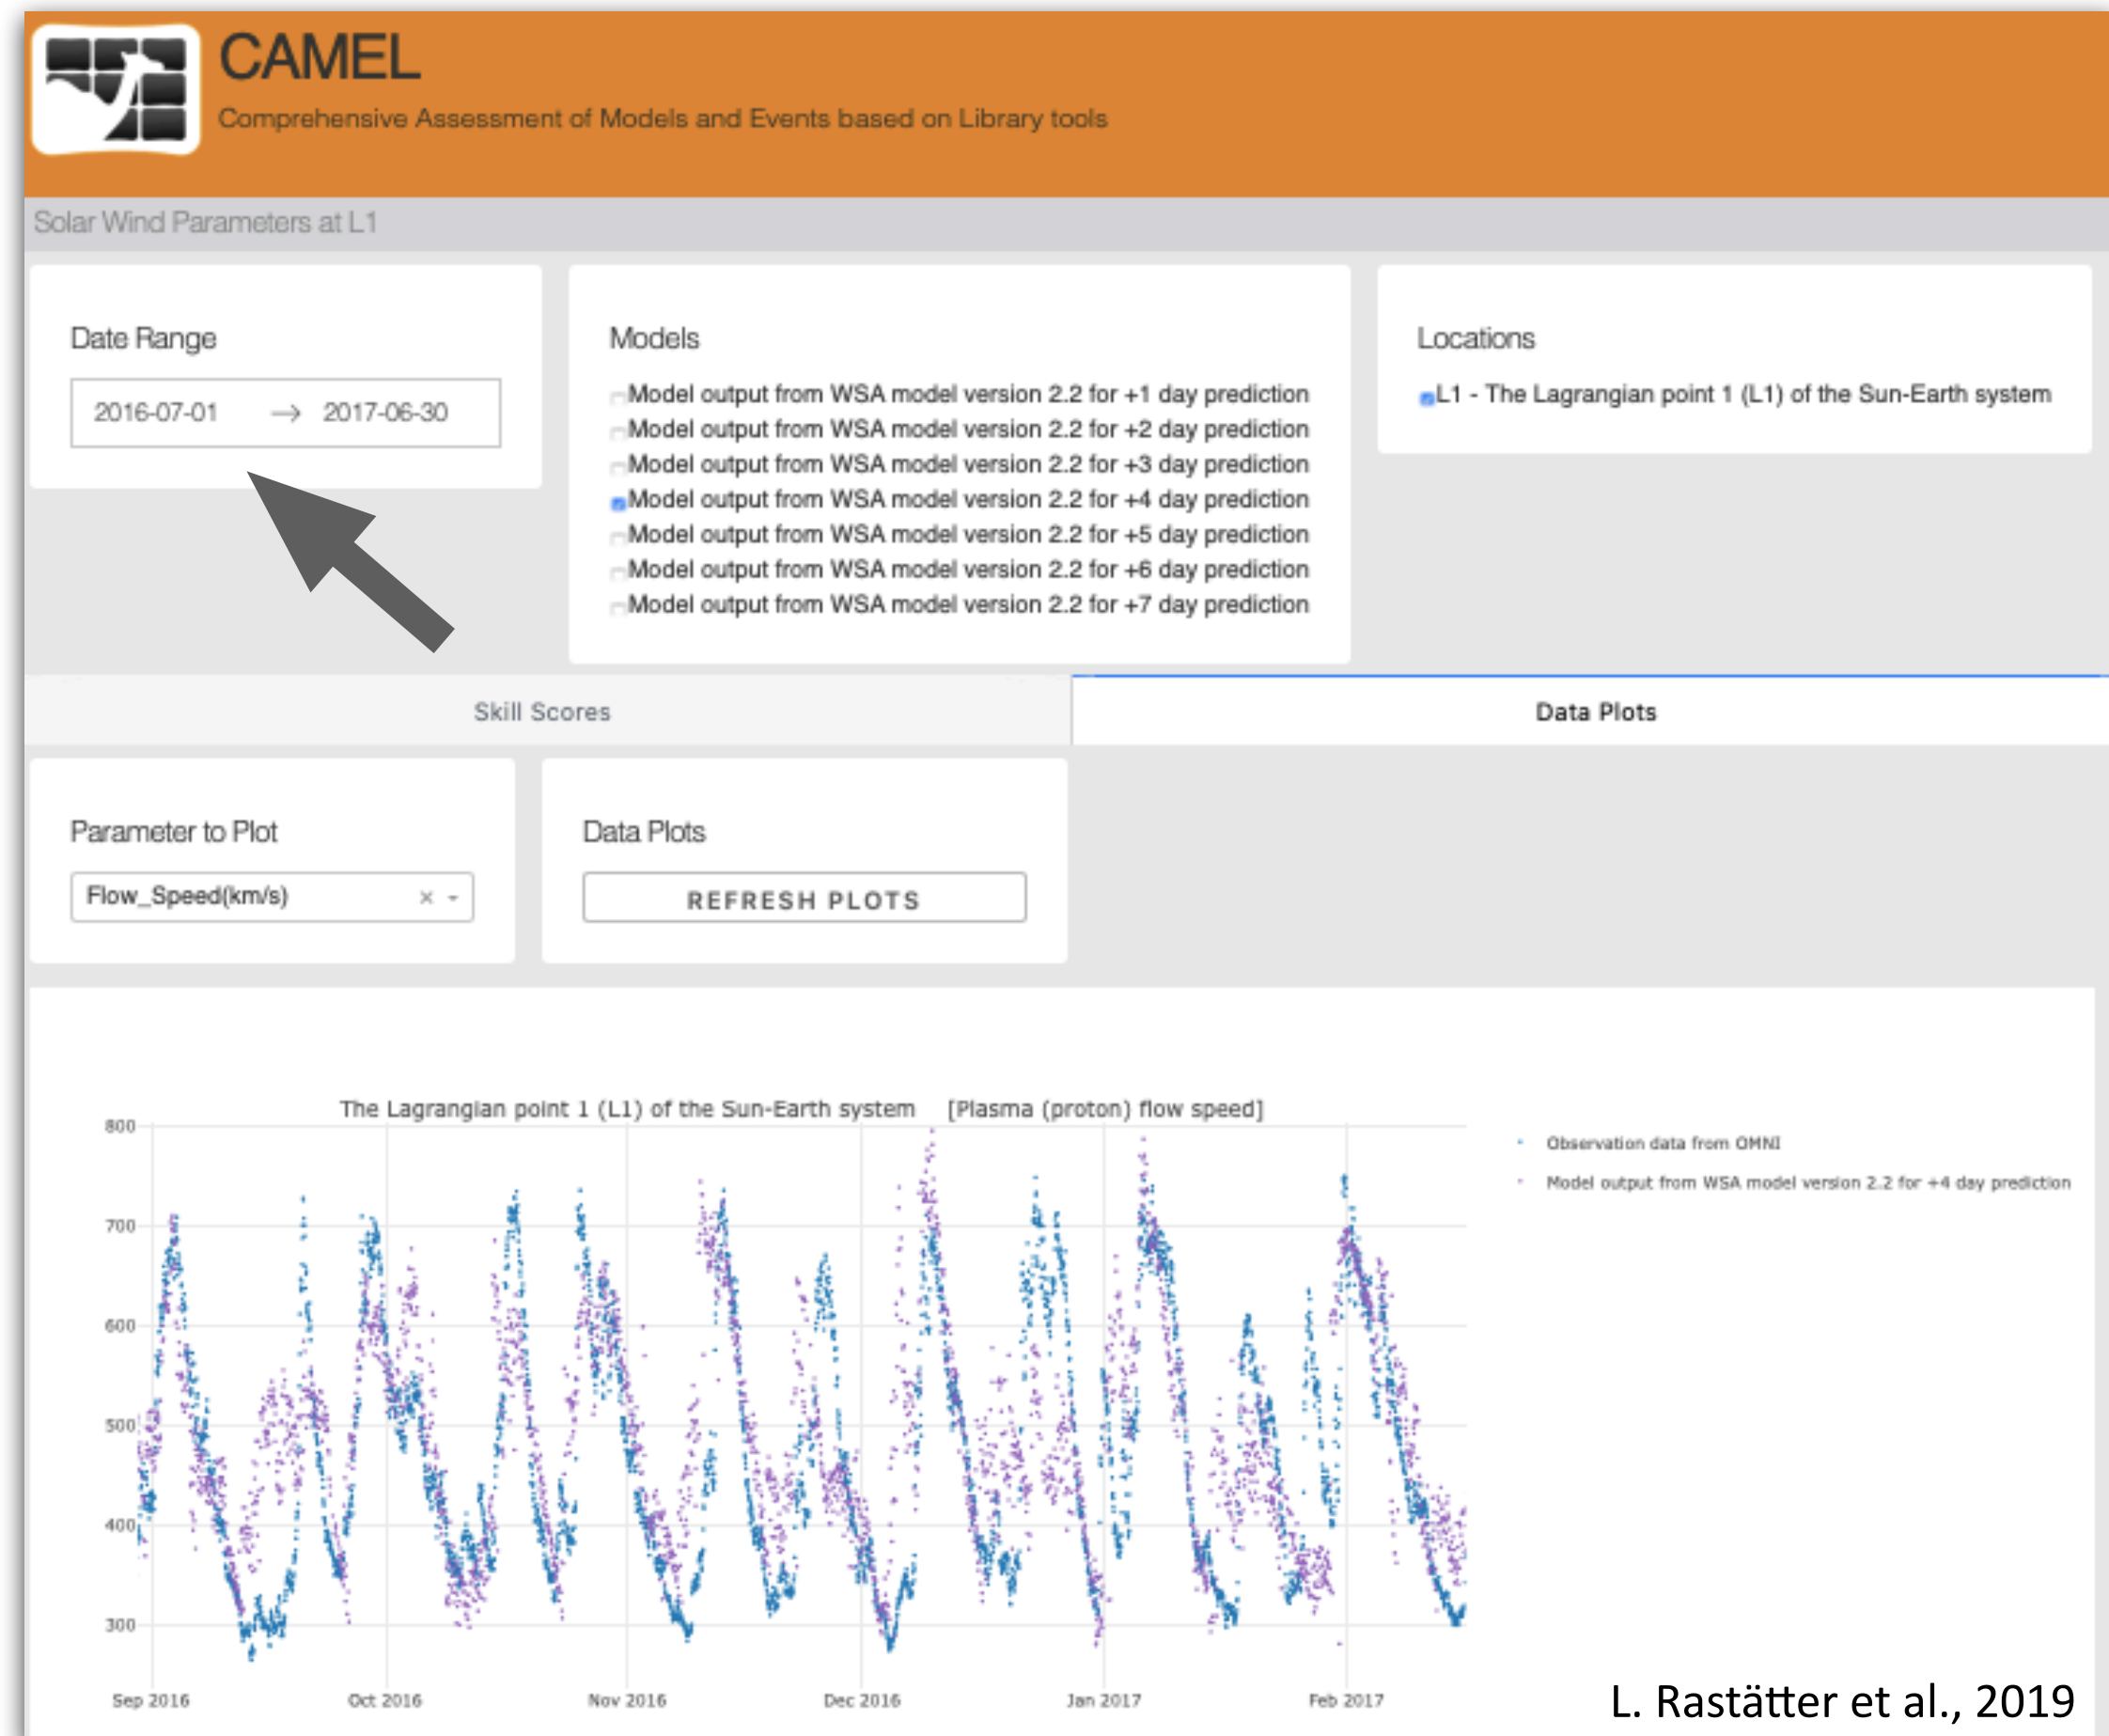 CAMEL
Comprehensive Assessment of Models and Events based on Library tools
Solar Wind Parameters at L1
Date Range
2016-07-01 → 2017-06-30
Models
Model output from WSA model version 2.2 for +1 day prediction
Model output from WSA model version 2.2 for +2 day prediction
Model output from WSA model version 2.2 for +3 day prediction
Model output from WSA model version 2.2 for +4 day prediction
Model output from WSA model version 2.2 for +5 day prediction
Model output from WSA model version 2.2 for +6 day prediction
Model output from WSA model version 2.2 for +7 day prediction
Locations
L1 - The Lagrangian point 1 (L1) of the Sun-Earth system
Skill Scores
Data Plots
Parameter to Plot
Flow_Speed(km/s) × 
Data Plots
REFRESH PLOTS
The Lagrangian point 1 (L1) of the Sun-Earth system [Plasma (proton) flow speed]
800
700
600
500
400
300
Sep 2016
Oct 2016
Nov 2016
Dec 2016
Jan 2017
Feb 2017
Observation data from OMNI
Model output from WSA model version 2.2 for +4 day prediction
L. Rastätter et al., 2019